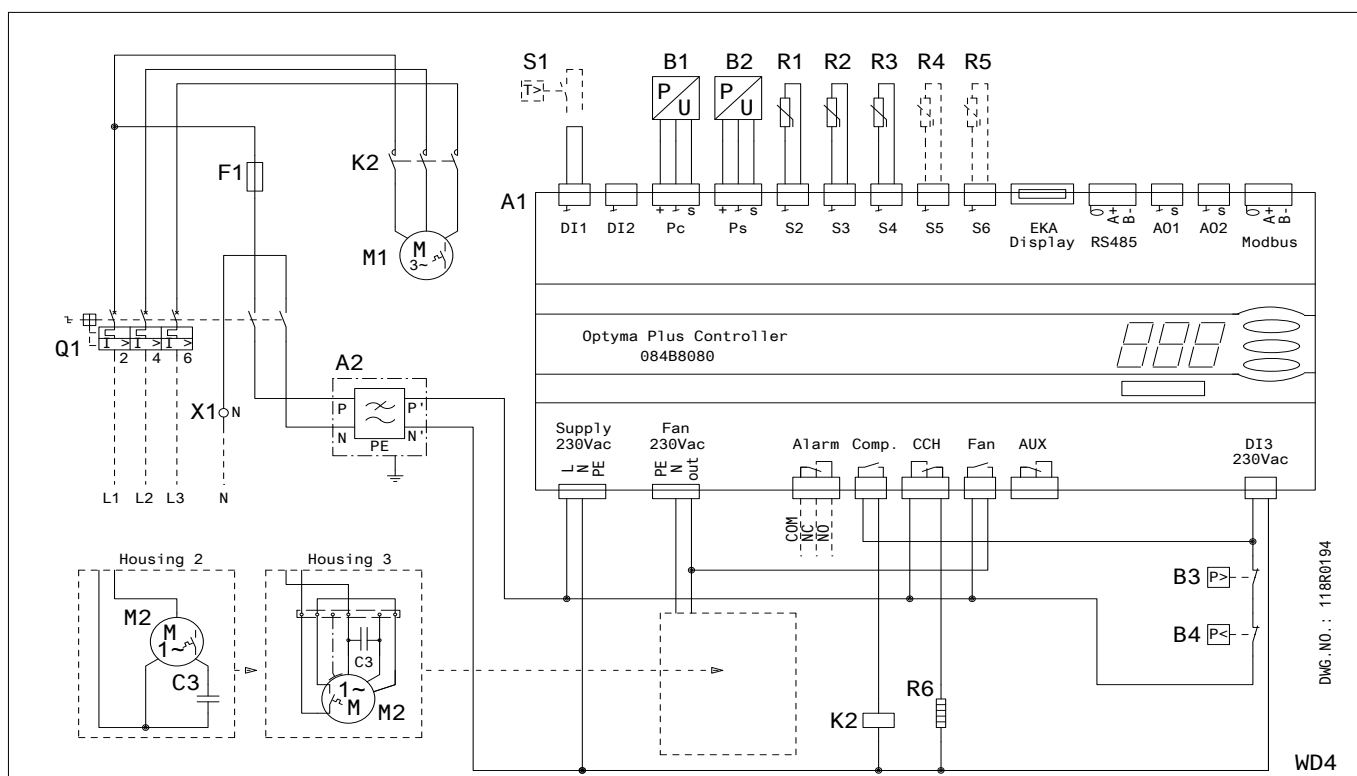 S1
B1
B2
R1
R2
R3
R4
R5
T>
P
U
P
U
F1
K2
A1
M1
M
3~
+
s
+
s
0
A+
B-
s
s
0
A+
B-
DI1
DI2
Pc
Ps
S2
S3
S4
S5
S6
EKA
Display
RS485
AO1
AO2
Modbus
Q1
I > I > I >
2 4 6
Optyma Plus Controller
084B8080
A2
X1
N
P
P'
N
N'
PE
Supply
230Vac
Fan
230Vac
Alarm
Comp.
CCH
Fan
AUX
DI3
230Vac
L
N
PE
PE
N
out
L1
L2
L3
N
COM
NC
NO
Housing 2
Housing 3
M2
M
1~
C3
C3
1~
M
M2
B3
P>
B4
P<
K2
R6
DWG.NO.: 118R0194
WD4